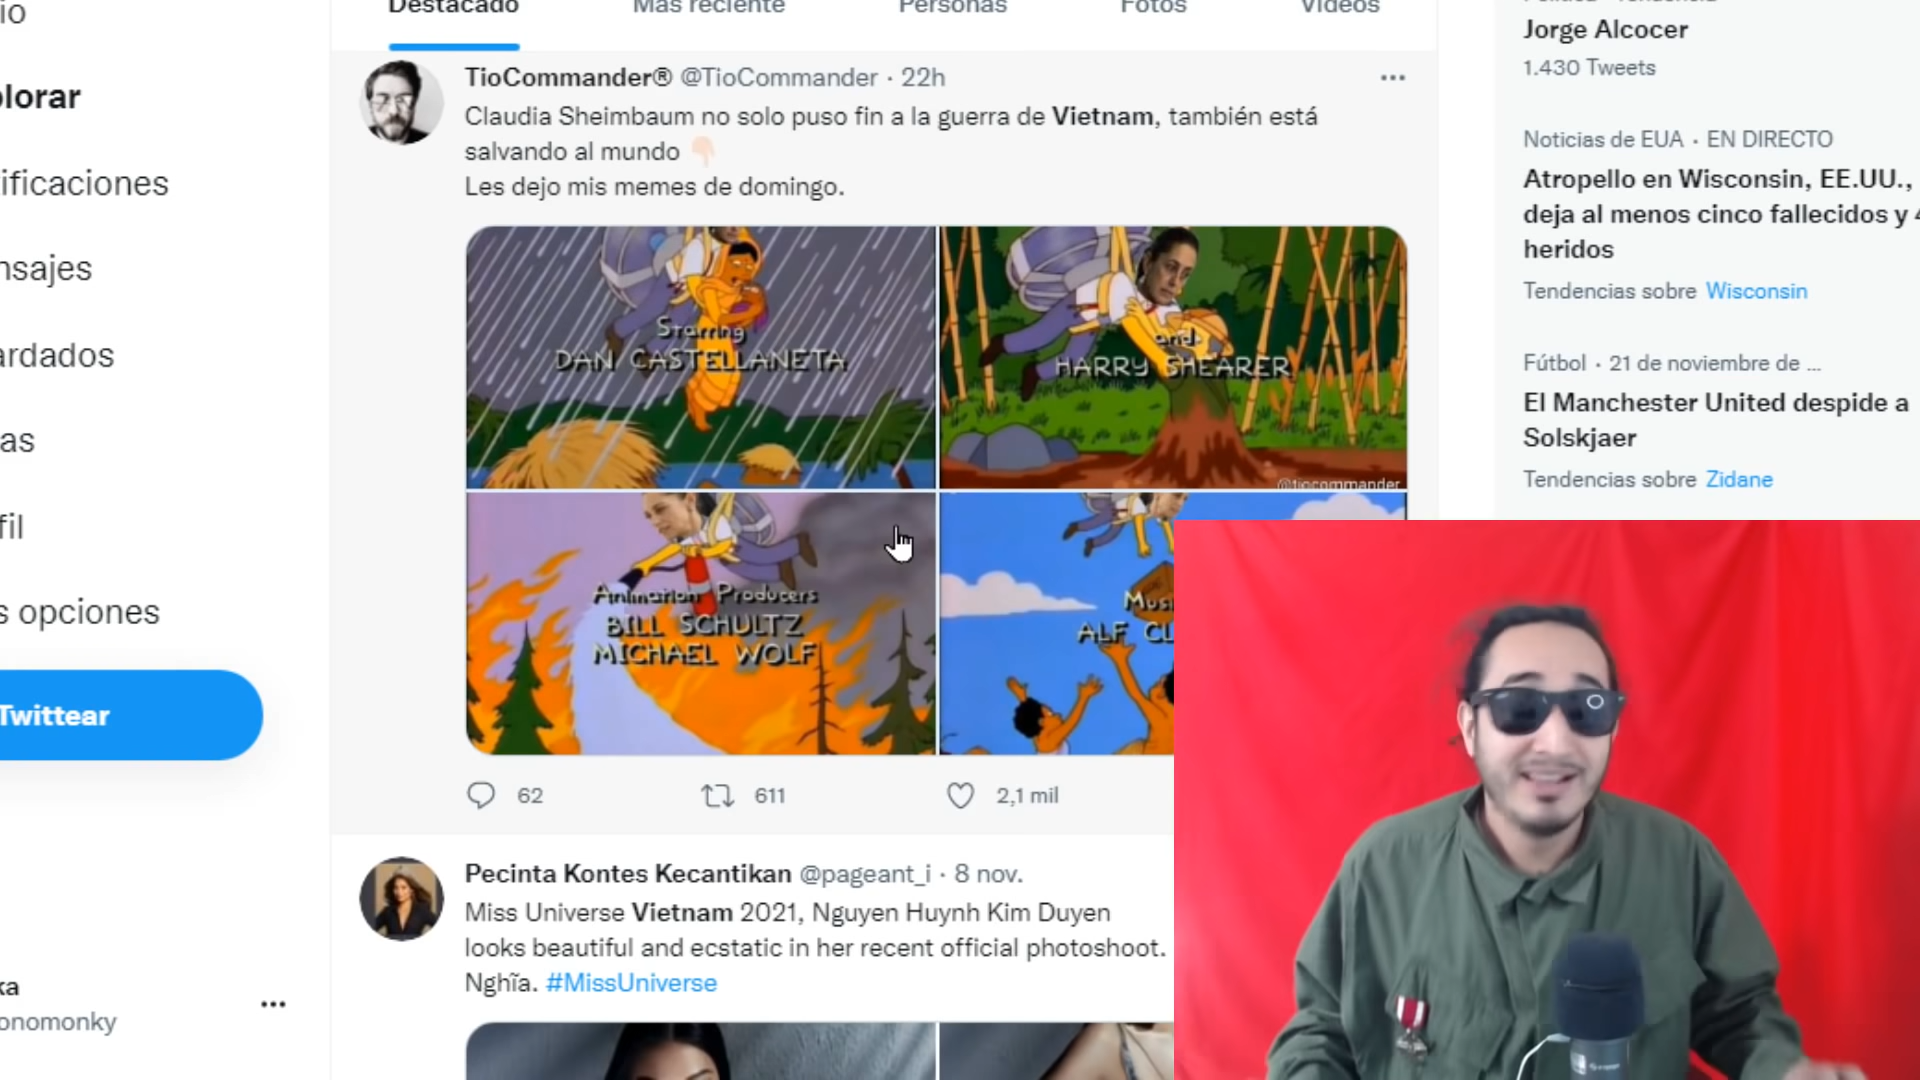 Destacado
Más reciente
Personas
Fotos
Videos
io
plorar
ificaciones
nsajes
ardados
as
fil
s opciones
Twittear
ka
onomonky
TioCommander® @TioCommander · 22h
Claudia Sheimbaum no solo puso fin a la guerra de Vietnam, también está
salvando al mundo 👇🏻
Les dejo mis memes de domingo.
Starring
DAN CASTELLANETA
and
HARRY SHEARER
@tiocommander
Animation Producers
BILL SCHULTZ
MICHAEL WOLF
Mus
ALF CL
62
611
2,1 mil
Pecinta Kontes Kecantikan @pageant_i · 8 nov.
Miss Universe Vietnam 2021, Nguyen Huynh Kim Duyen
looks beautiful and ecstatic in her recent official photoshoot.
Nghĩa. #MissUniverse
Jorge Alcocer
1.430 Tweets
Noticias de EUA · EN DIRECTO
Atropello en Wisconsin, EE.UU.,
deja al menos cinco fallecidos y 4
heridos
Tendencias sobre Wisconsin
Fútbol · 21 de noviembre de ...
El Manchester United despide a
Solskjaer
Tendencias sobre Zidane